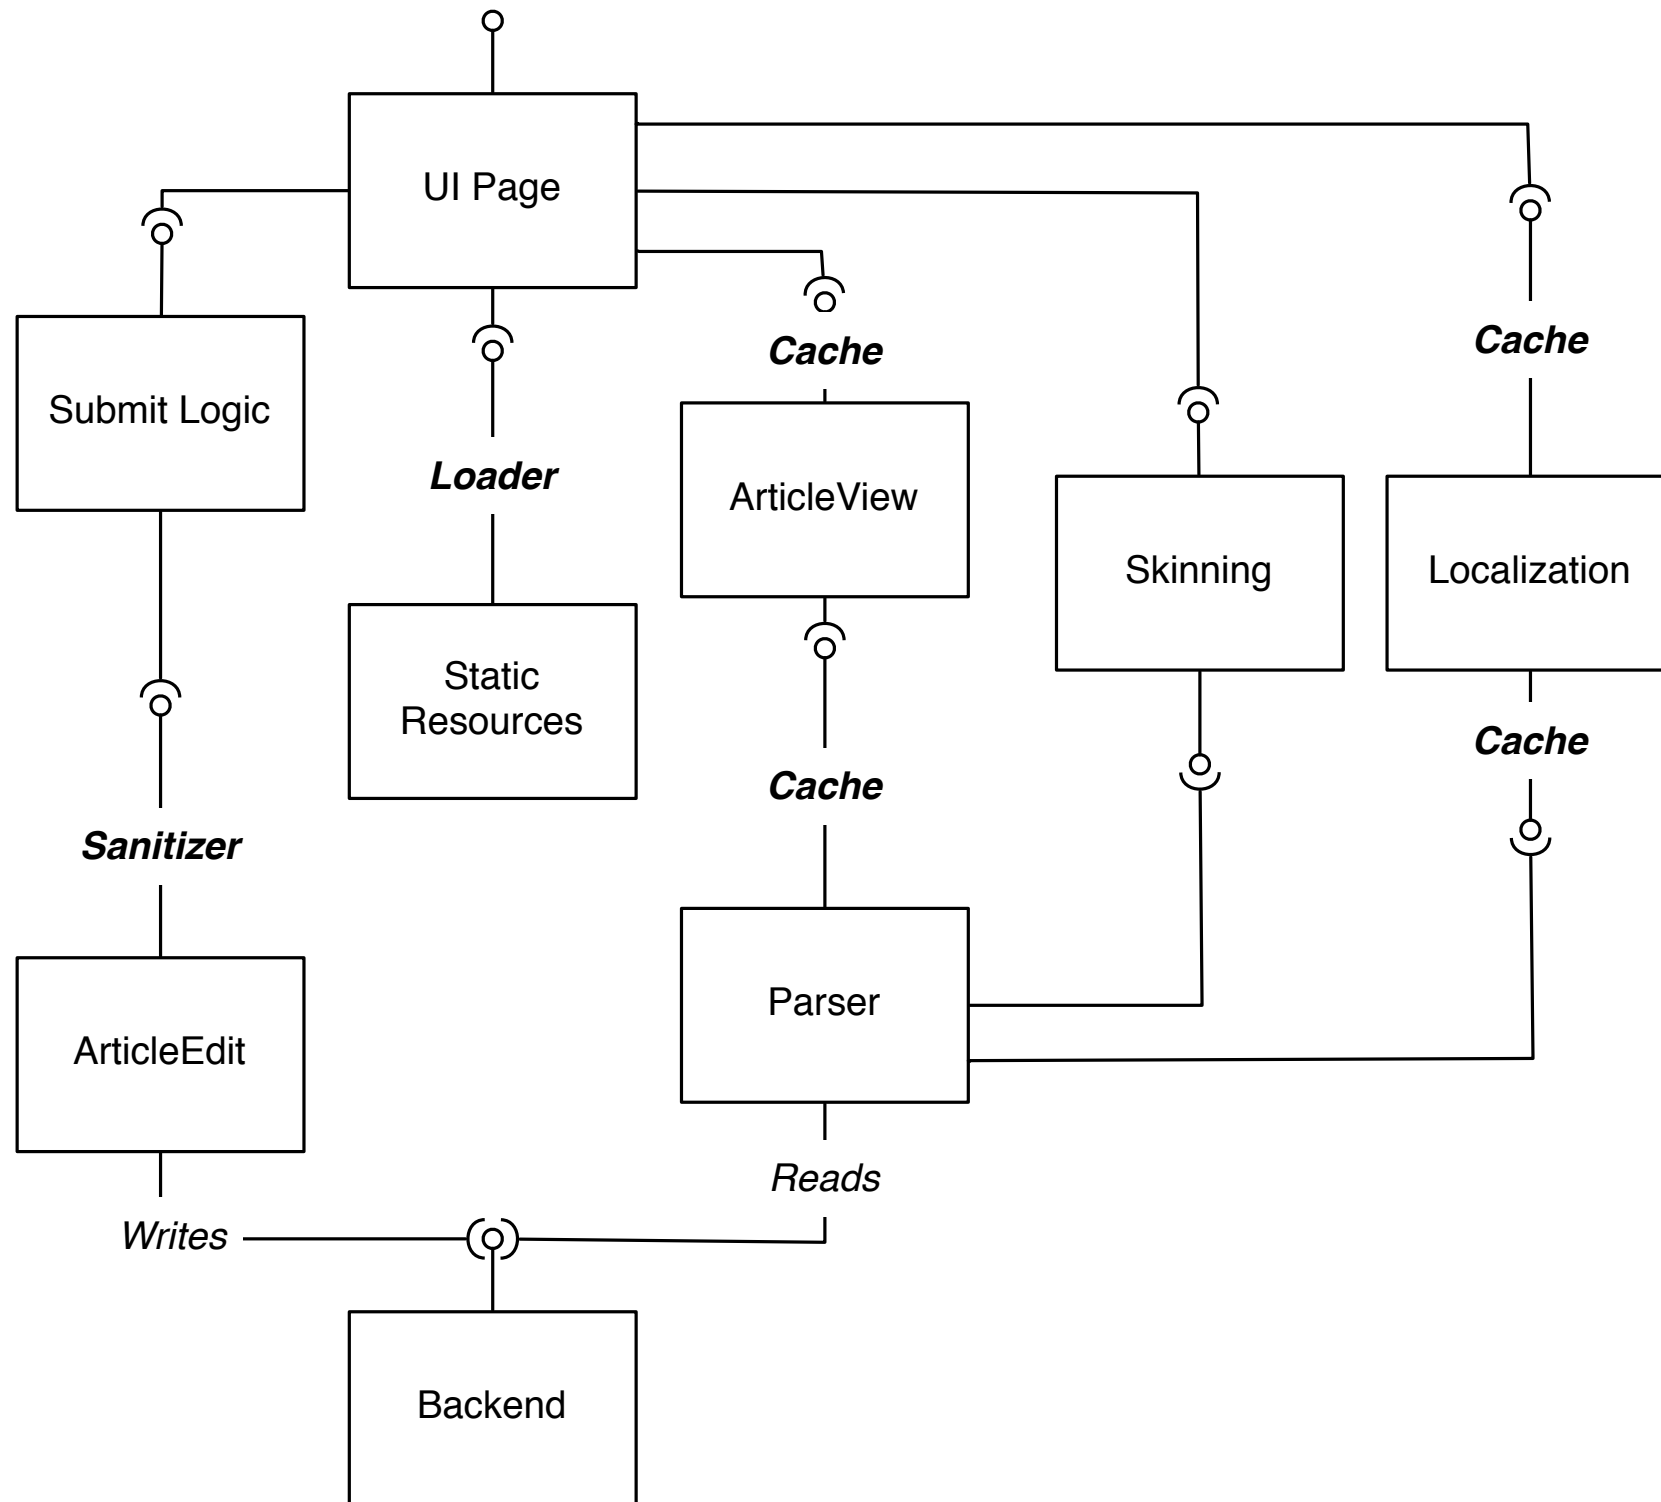 UI Page
Cache
Cache
Submit Logic
Loader
ArticleView
Skinning
Localization
Static
Resources
Cache
Cache
Sanitizer
Parser
ArticleEdit
Reads
Writes
Backend